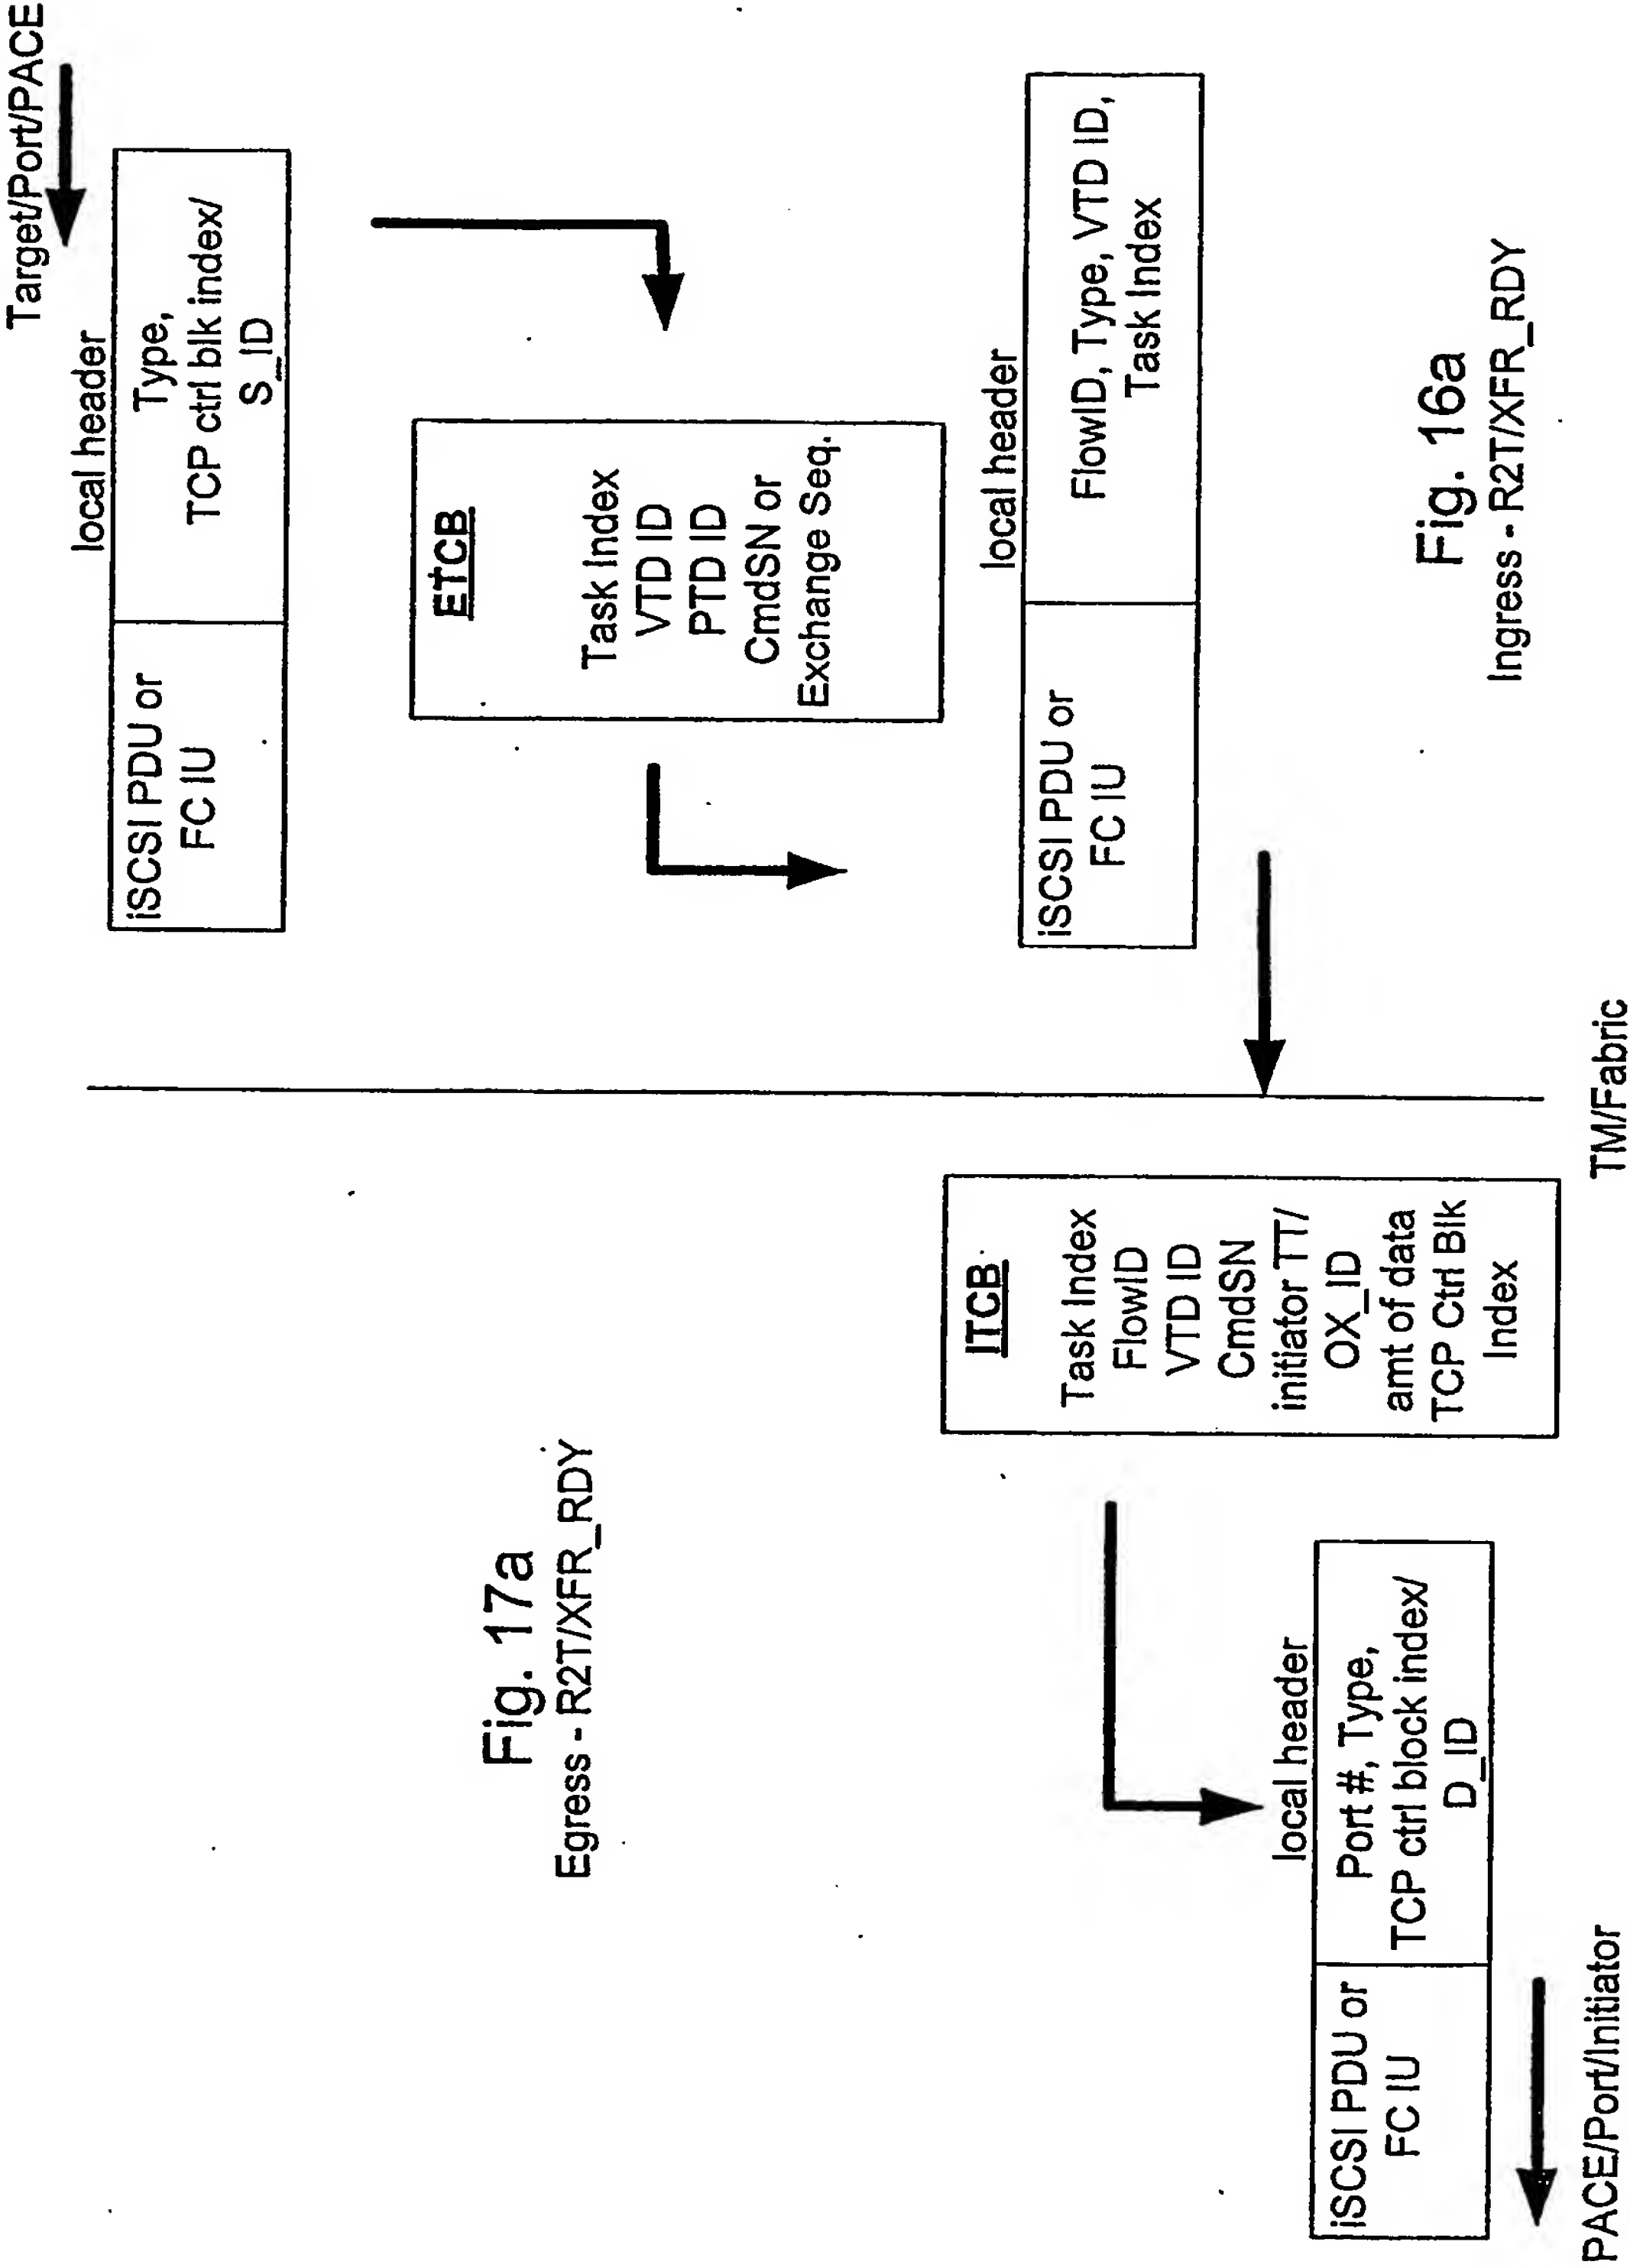 Target/Port/PACE
local header
iSCSI PDU or
FC IU
Type,
TCP ctrl blk index/
S_ID
ETCB
Task Index
VTD ID
PTD ID
CmdSN or
Exchange Seq.
local header
iSCSI PDU or
FC IU
FlowID, Type, VTD ID,
Task Index
Fig. 16a
Ingress - R2T/XFR_RDY
TM/Fabric
Fig. 17a
Egress - R2T/XFR_RDY
ITCB
Task Index
FlowID
VTD ID
CmdSN
initiator TT/
OX_ID
amt of data
TCP Ctrl Blk
Index
local header
iSCSI PDU or
FC IU
Port #, Type,
TCP ctrl block index/
D_ID
PACE/Port/Initiator